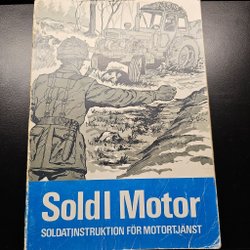 SoldI Motor
SOLDATINSTRUKTION FÖR MOTORTJÄNST